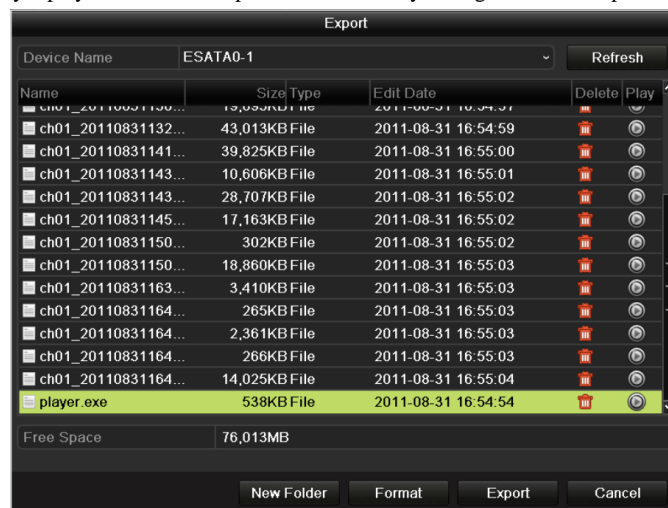 Export
Device Name ESATA0-1 Refresh
Name Size Type Edit Date Delete Play
ch01_20110831132... 43,013KB File 2011-08-31 16:54:59
ch01_20110831141... 39,825KB File 2011-08-31 16:55:00
ch01_20110831143... 10,606KB File 2011-08-31 16:55:01
ch01_20110831143... 28,707KB File 2011-08-31 16:55:02
ch01_20110831145... 17,163KB File 2011-08-31 16:55:02
ch01_20110831150... 302KB File 2011-08-31 16:55:02
ch01_20110831150... 18,860KB File 2011-08-31 16:55:03
ch01_20110831163... 3,410KB File 2011-08-31 16:55:03
ch01_20110831164... 265KB File 2011-08-31 16:55:03
ch01_20110831164... 2,361KB File 2011-08-31 16:55:03
ch01_20110831164... 266KB File 2011-08-31 16:55:03
ch01_20110831164... 14,025KB File 2011-08-31 16:55:04
player.exe 538KB File 2011-08-31 16:54:54
Free Space 76,013MB
New Folder Format Export Cancel